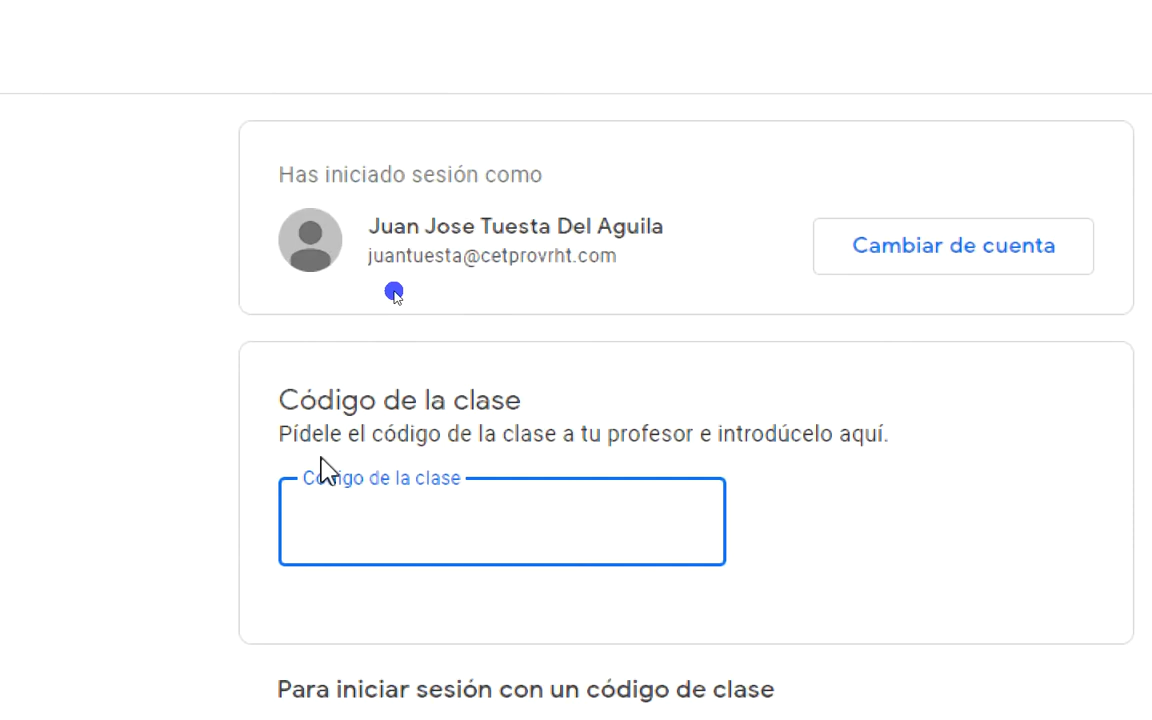 Has iniciado sesión como
Juan Jose Tuesta Del Aguila
juantuesta@cetprovrht.com
Cambiar de cuenta
Código de la clase
Pídele el código de la clase a tu profesor e introdúcelo aquí.
Código de la clase
Para iniciar sesión con un código de clase